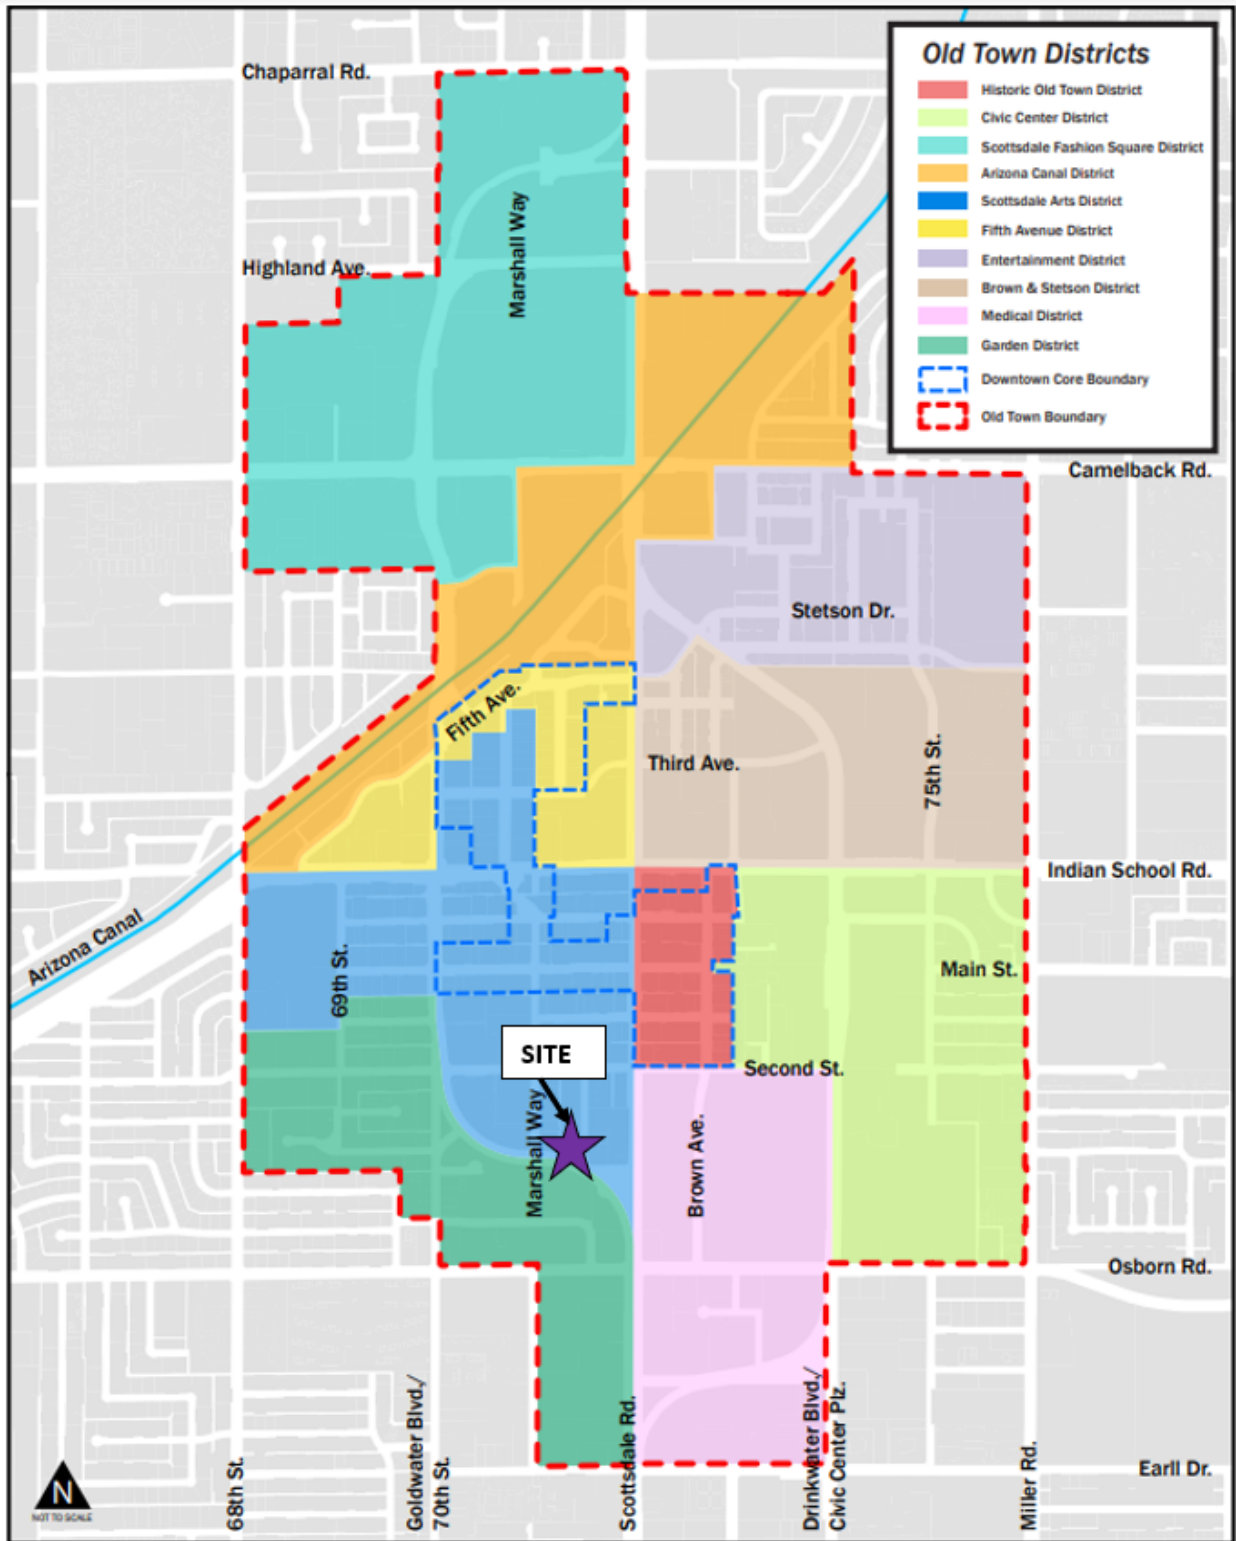 Old Town Districts
Historic Old Town District
Civic Center District
Scottsdale Fashion Square District
Arizona Canal District
Scottsdale Arts District
Fifth Avenue District
Entertainment District
Brown & Stetson District
Medical District
Garden District
Downtown Core Boundary
Old Town Boundary
Chaparral Rd.
Marshall Way
Highland Ave.
Camelback Rd.
Stetson Dr.
Fifth Ave.
Third Ave.
75th St.
Indian School Rd.
Arizona Canal
69th St.
Main St.
SITE
Second St.
Marshall Way
Brown Ave.
Osborn Rd.
Earll Dr.
N
NOT TO SCALE
68th St.
Goldwater Blvd./
70th St.
Scottsdale Rd.
Drinkwater Blvd./
Civic Center Plz.
Miller Rd.